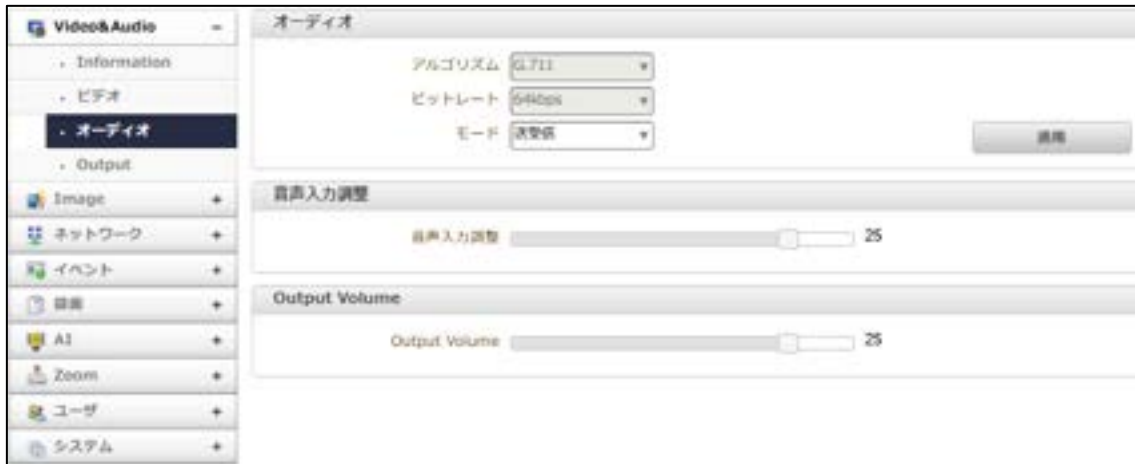 Video&Audio
Information
ビデオ
オーディオ
Output
Image
ネットワーク
イベント
録画
AI
Zoom
ユーザ
システム
オーディオ
アルゴリズム G.711
ビットレート 64kbps
モード 送受信
適用
音声入力調整
音声入力調整 25
Output Volume
Output Volume 25